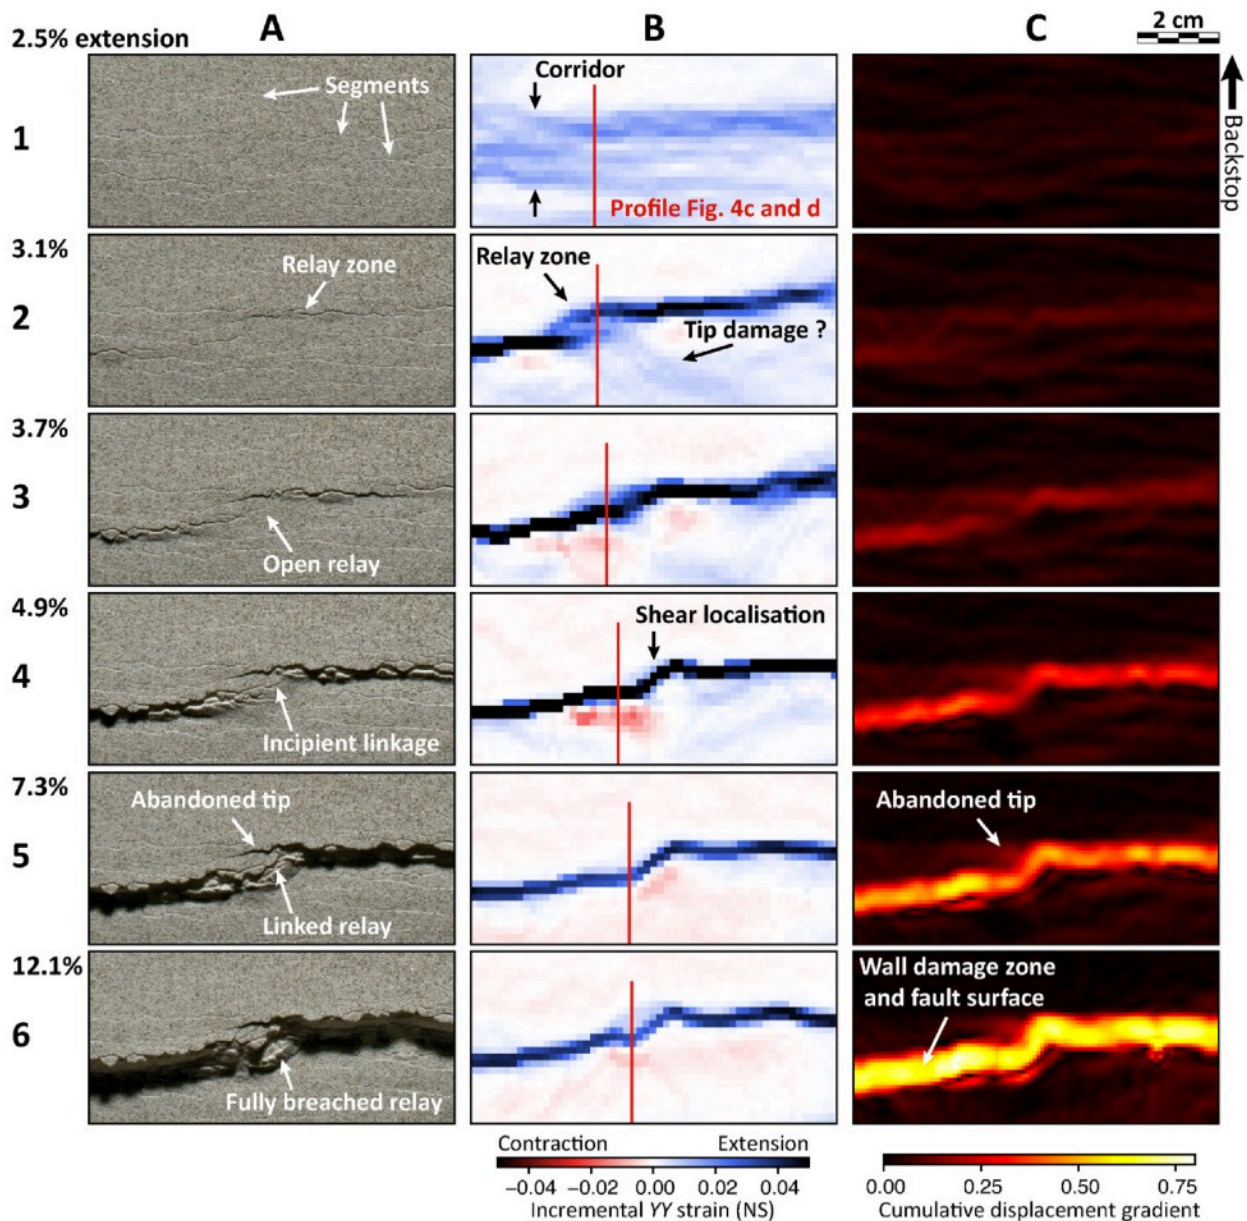 A B C
2 cm
2.5% extension
Segments
Corridor
1
Profile Fig. 4c and d
Backstop
3.1%
Relay zone
Relay zone
2
Tip damage ?
3.7%
3
Open relay
4.9%
Shear localisation
4
Incipient linkage
7.3%
Abandoned tip
Abandoned tip
5
Linked relay
12.1%
Wall damage zone
and fault surface
6
Fully breached relay
Contraction Extension
−0.04 −0.02 0.00 0.02 0.04
Incremental YY strain (NS)
0.00 0.25 0.50 0.75
Cumulative displacement gradient